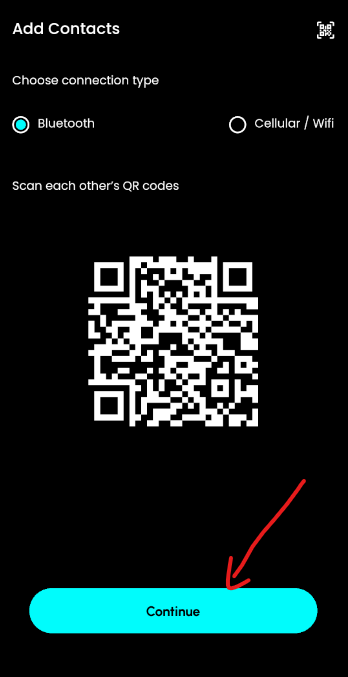 Add Contacts
Choose connection type
Bluetooth
Cellular / Wifi
Scan each other's QR codes
Continue